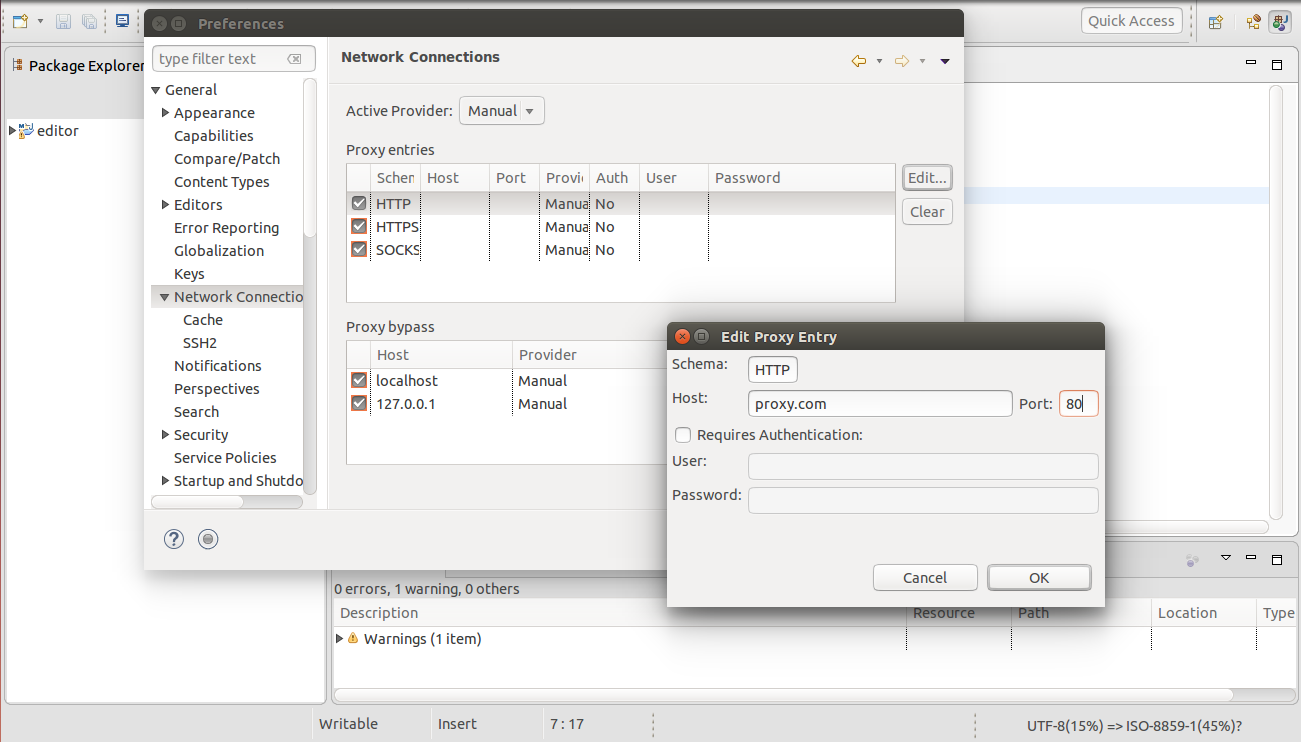 Quick Access
Package Explorer
editor
Preferences
type filter text
General
Appearance
Capabilities
Compare/Patch
Content Types
Editors
Error Reporting
Globalization
Keys
Network Connectio
Cache
SSH2
Notifications
Perspectives
Search
Security
Service Policies
Startup and Shutdo
Network Connections
Active Provider: Manual
Proxy entries
Schem Host Port Provi Auth User Password
HTTP Manua No
HTTPS Manua No
SOCKS Manua No
Edit...
Clear
Proxy bypass
Host Provider
localhost Manual
127.0.0.1 Manual
?
Edit Proxy Entry
Schema: HTTP
Host: proxy.com Port: 80
Requires Authentication:
User:
Password:
Cancel OK
0 errors, 1 warning, 0 others
Description Resource Path Location Type
Warnings (1 item)
Writable Insert 7 : 17 UTF-8(15%) => ISO-8859-1(45%)?